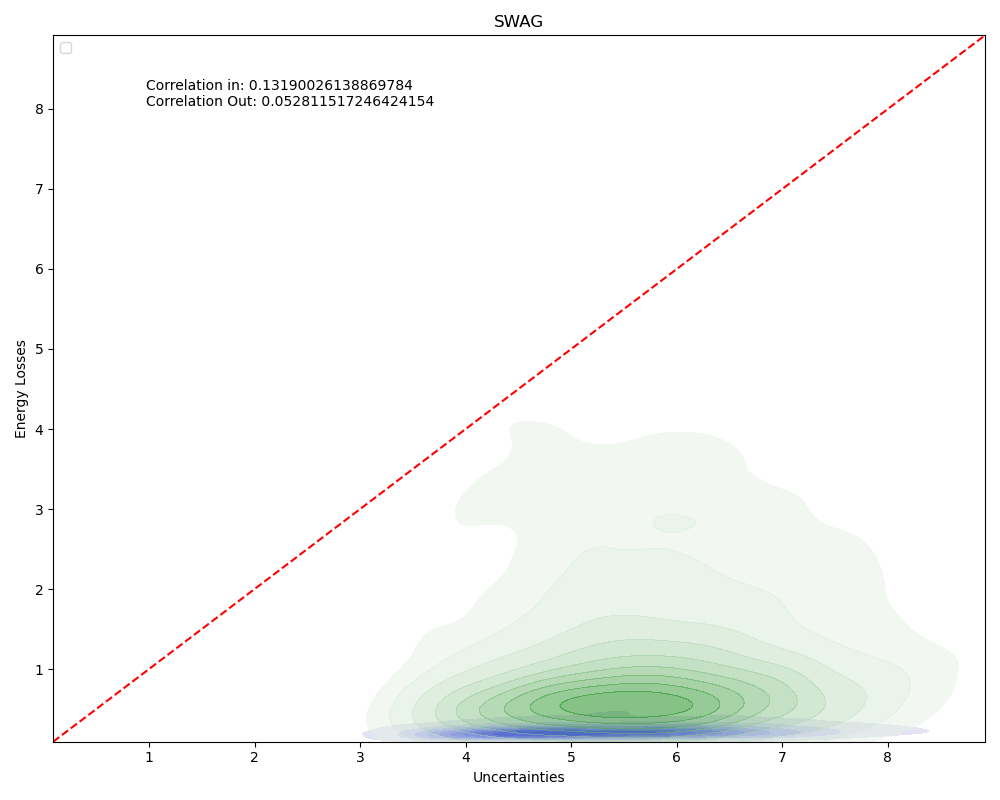 SWAG
Correlation in: 0.13190026138869784
Correlation Out: 0.052811517246424154
8
7
6
5
4
3
2
1
Energy Losses
1 2 3 4 5 6 7 8
Uncertainties